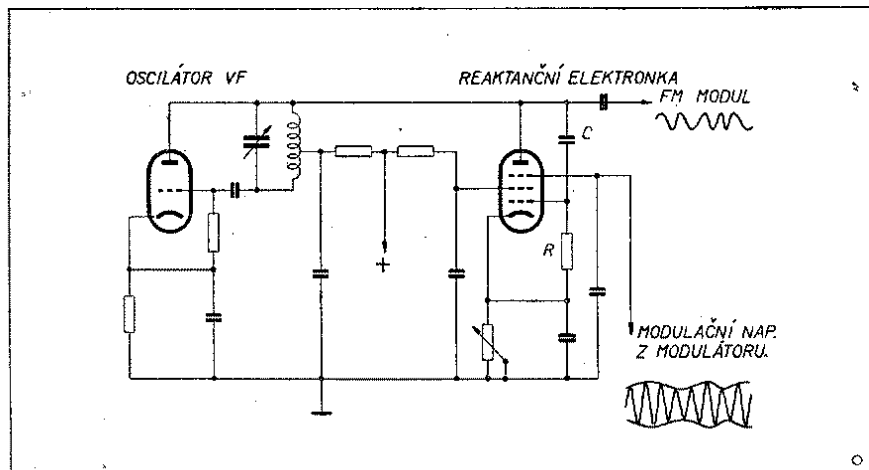 OSCILÁTOR VF
REAKTANČNÍ ELEKTRONKA
FM MODUL
C
R
+
MODULAČNÍ NAP.
Z MODULÁTORU.